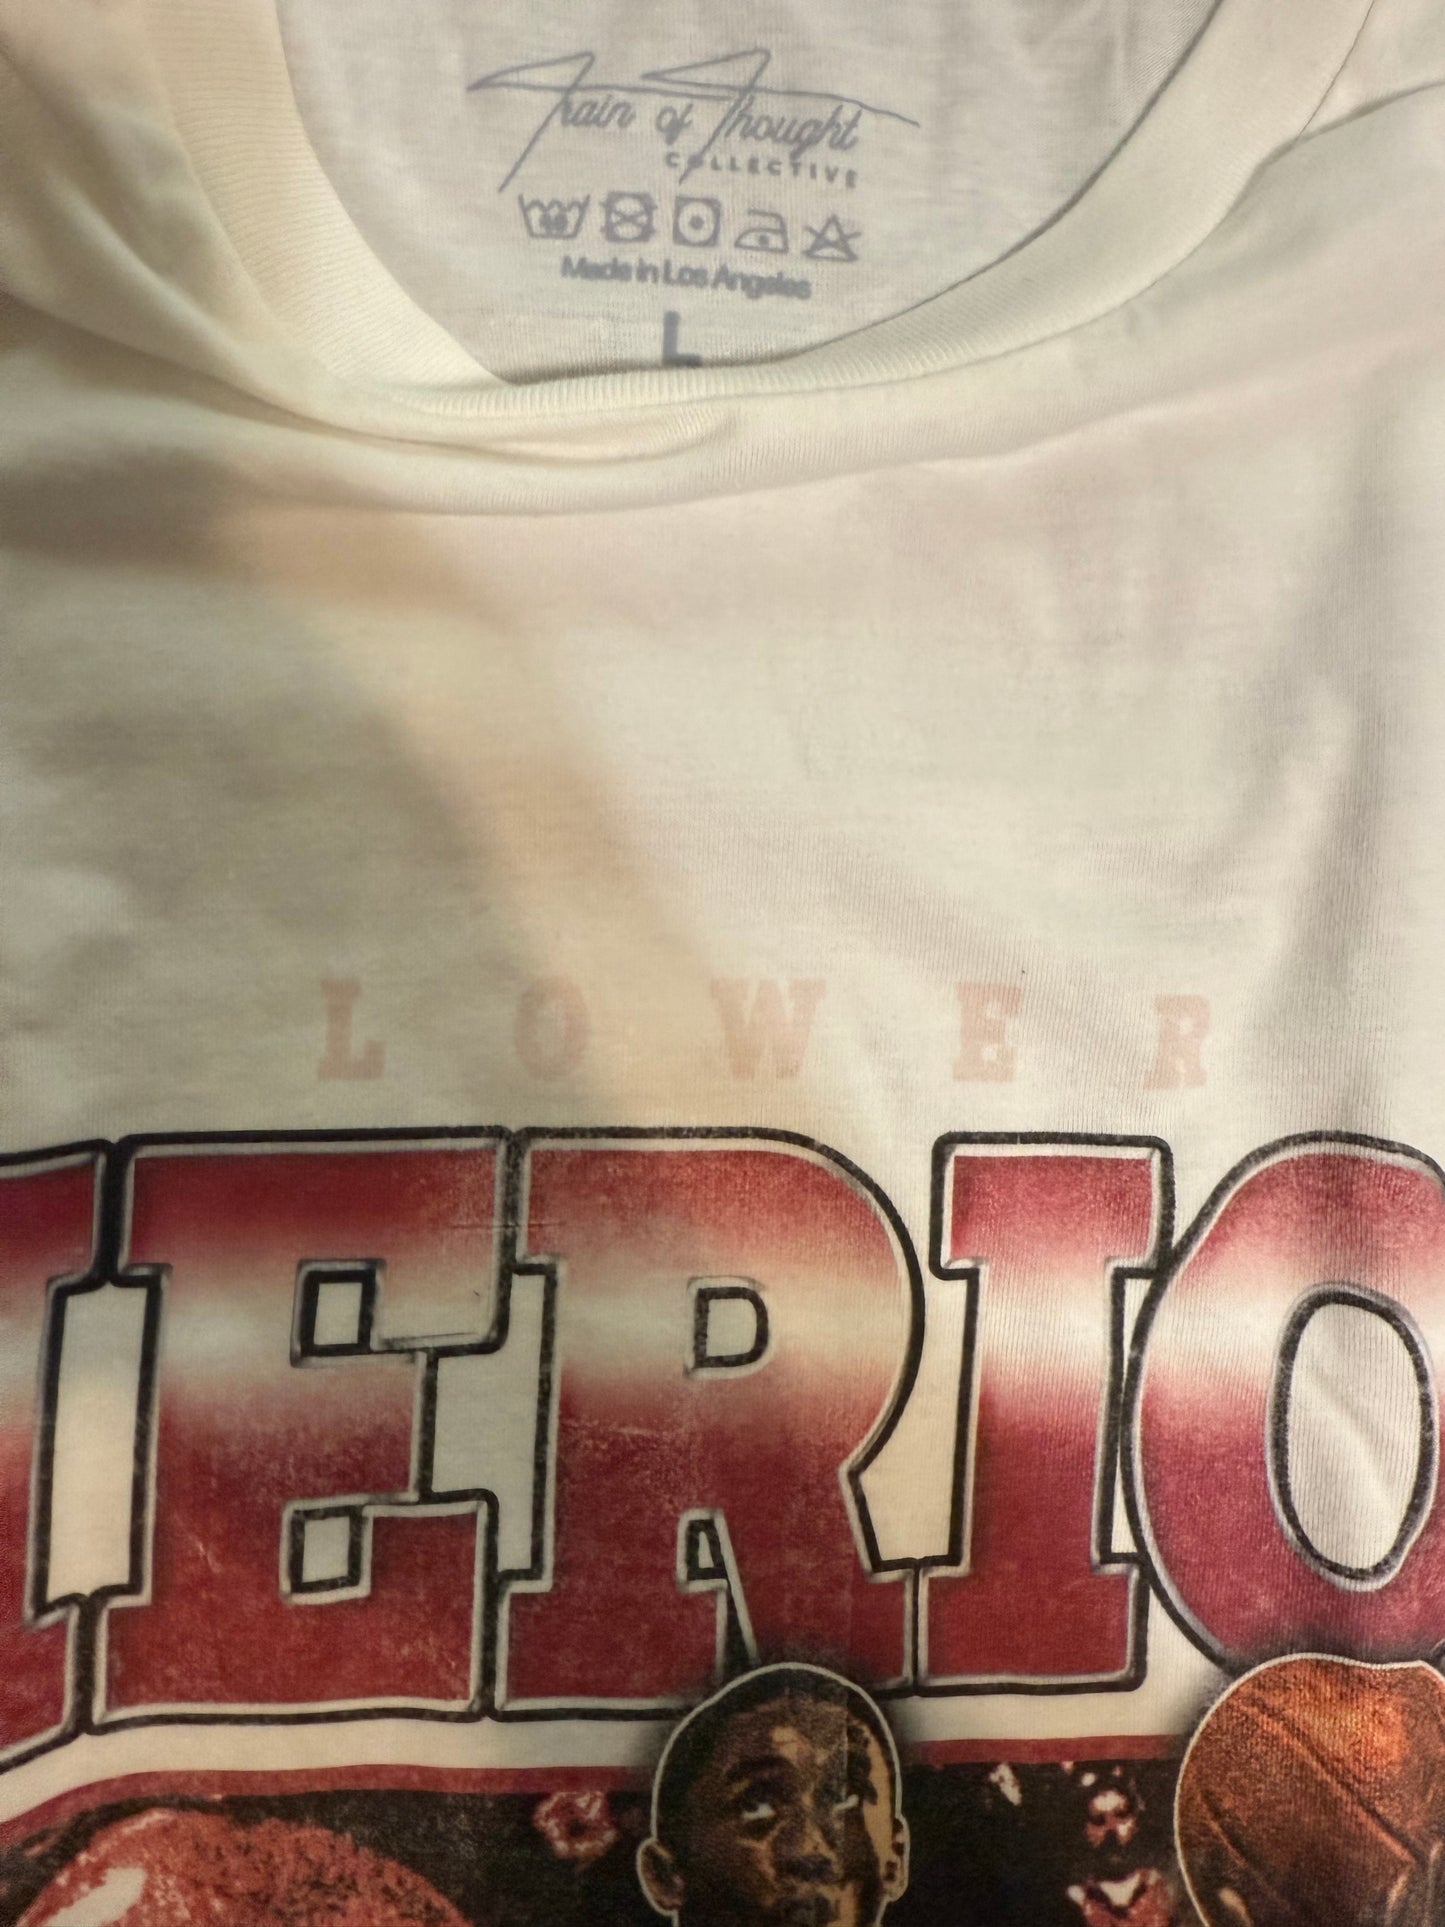 Train of Thought
COLLECTIVE
Made in Los Angeles
L
LOWER
ERIO